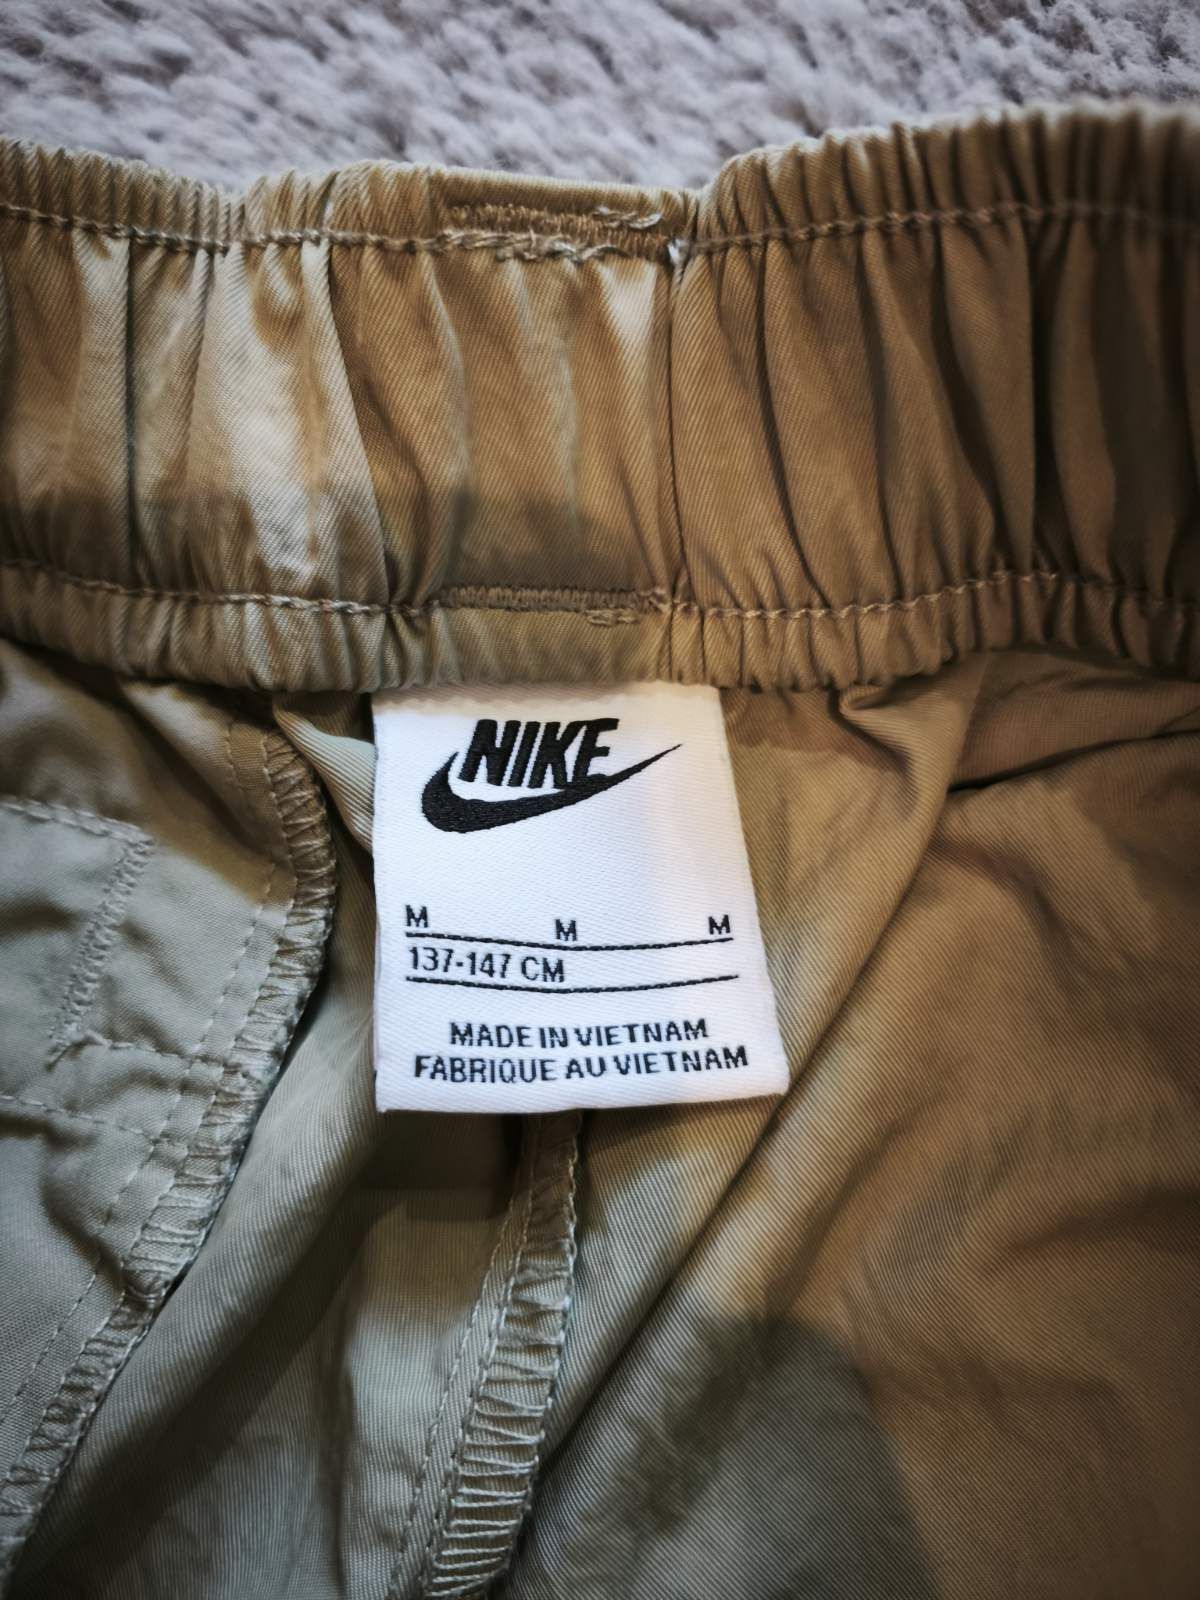 NIKE
M M M
137-147 CM
MADE IN VIETNAM
FABRIQUE AU VIETNAM